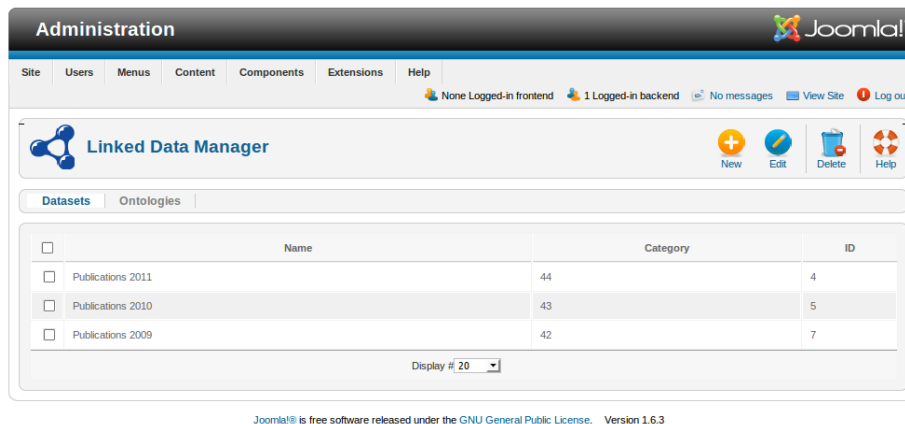 Administration
Joomla!
Site Users Menus Content Components Extensions Help
None Logged-in frontend 1 Logged-in backend No messages View Site Log ou
Linked Data Manager
New Edit Delete Help
Datasets Ontologies
Name Category ID
Publications 2011 44 4
Publications 2010 43 5
Publications 2009 42 7
Display # 20
Joomla!® is free software released under the GNU General Public License. Version 1.6.3